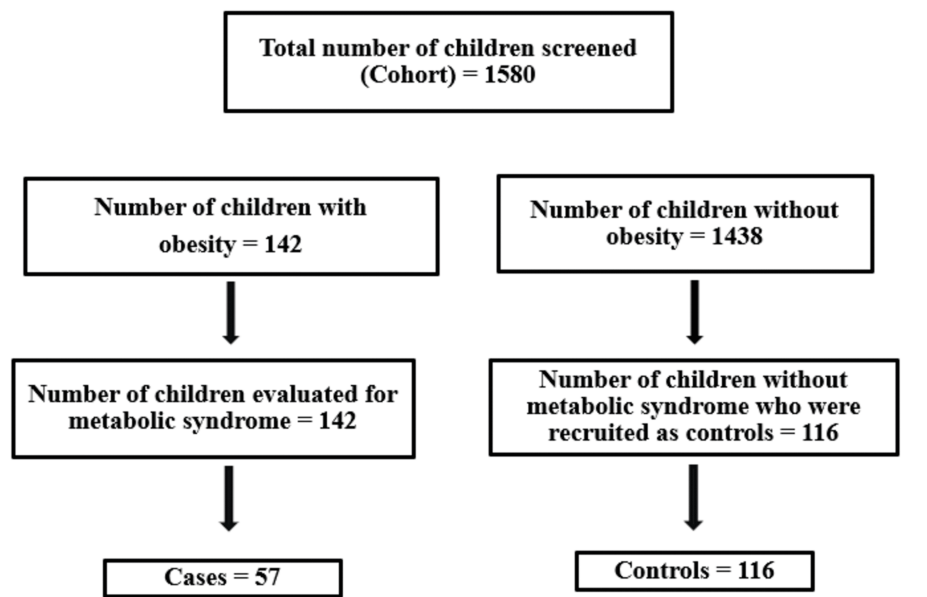 Total number of children screened
(Cohort) = 1580
Number of children with
obesity = 142
Number of children without
obesity = 1438
Number of children evaluated for
metabolic syndrome = 142
Number of children without
metabolic syndrome who were
recruited as controls = 116
Cases = 57
Controls = 116